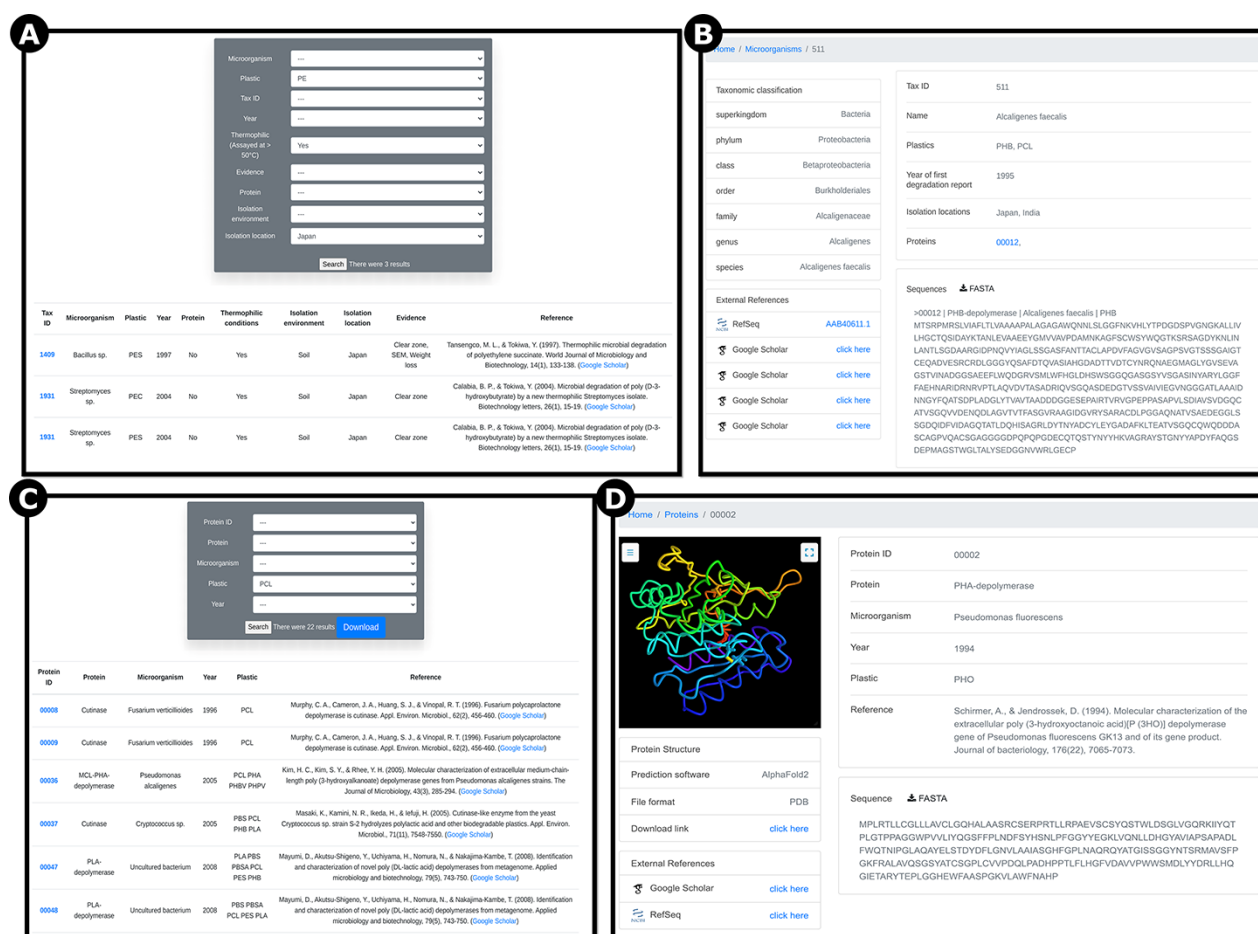 A
Microorganism ---
Plastic PE
Tax ID ---
Year ---
Thermophilic
(Assayed at >
50°C) Yes
Evidence ---
Protein ---
Isolation
environment ---
Isolation location Japan
Search There were 3 results
Tax ID Microorganism Plastic Year Protein Thermophilic conditions Isolation environment Isolation location Evidence Reference
1409 Bacillus sp. PES 1997 No Yes Soil Japan Clear zone, SEM, Weight loss Tansengco, M. L., & Tokiwa, Y. (1997). Thermophilic microbial degradation of polyethylene succinate. World Journal of Microbiology and Biotechnology, 14(1), 133-138. (Google Scholar)
1931 Streptomyces sp. PEC 2004 No Yes Soil Japan Clear zone Calabia, B. P., & Tokiwa, Y. (2004). Microbial degradation of poly (D-3-hydroxybutyrate) by a new thermophilic Streptomyces isolate. Biotechnology letters, 26(1), 15-19. (Google Scholar)
1931 Streptomyces sp. PES 2004 No Yes Soil Japan Clear zone Calabia, B. P., & Tokiwa, Y. (2004). Microbial degradation of poly (D-3-hydroxybutyrate) by a new thermophilic Streptomyces isolate. Biotechnology letters, 26(1), 15-19. (Google Scholar)
B
Home / Microorganisms / 511
Taxonomic classification
superkingdom Bacteria
phylum Proteobacteria
class Betaproteobacteria
order Burkholderiales
family Alcaligenaceae
genus Alcaligenes
species Alcaligenes faecalis
External References
RefSeq AAB40611.1
Google Scholar click here
Google Scholar click here
Google Scholar click here
Google Scholar click here
Tax ID 511
Name Alcaligenes faecalis
Plastics PHB, PCL
Year of first
degradation report 1995
Isolation locations Japan, India
Proteins 00012,
Sequences FASTA
>00012 | PHB-depolymerase | Alcaligenes faecalis | PHB
C
Protein ID ---
Protein ---
Microorganism ---
Plastic PCL
Year ---
Search There were 22 results Download
Protein ID Protein Microorganism Year Plastic Reference
00008 Cutinase Fusarium verticillioides 1996 PCL Murphy, C. A., Cameron, J. A., Huang, S. J., & Vinopal, R. T. (1996). Fusarium polycaprolactone depolymerase is cutinase. Appl. Environ. Microbiol., 62(2), 456-460. (Google Scholar)
00009 Cutinase Fusarium verticillioides 1996 PCL Murphy, C. A., Cameron, J. A., Huang, S. J., & Vinopal, R. T. (1996). Fusarium polycaprolactone depolymerase is cutinase. Appl. Environ. Microbiol., 62(2), 456-460. (Google Scholar)
00036 MCL-PHA-depolymerase Pseudomonas alcaligenes 2005 PCL PHA PHBV PHPV Kim, H. C., Kim, S. Y., & Rhee, Y. H. (2005). Molecular characterization of extracellular medium-chain-length poly (3-hydroxyalkanoate) depolymerase genes from Pseudomonas alcaligenes strains. The Journal of Microbiology, 43(3), 285-294. (Google Scholar)
00037 Cutinase Cryptococcus sp. 2005 PBS PCL PHB PLA Masaki, K., Kamini, N. R., Ikeda, H., & Iefuji, H. (2005). Cutinase-like enzyme from the yeast Cryptococcus sp. strain S-2 hydrolyzes polylactic acid and other biodegradable plastics. Appl. Environ. Microbiol., 71(11), 7548-7550. (Google Scholar)
00047 PLA-depolymerase Uncultured bacterium 2008 PLA PBS PBSA PCL PES PHB Mayumi, D., Akutsu-Shigeno, Y., Uchiyama, H., Nomura, N., & Nakajima-Kambe, T. (2008). Identification and characterization of novel poly (DL-lactic acid) depolymerases from metagenome. Applied microbiology and biotechnology, 79(5), 743-750. (Google Scholar)
00048 PLA-depolymerase Uncultured bacterium 2008 PBS PBSA PCL PES PLA Mayumi, D., Akutsu-Shigeno, Y., Uchiyama, H., Nomura, N., & Nakajima-Kambe, T. (2008). Identification and characterization of novel poly (DL-lactic acid) depolymerases from metagenome. Applied microbiology and biotechnology, 79(5), 743-750. (Google Scholar)
D
Home / Proteins / 00002
Protein Structure
Prediction software AlphaFold2
File format PDB
Download link click here
External References
Google Scholar click here
RefSeq click here
Protein ID 00002
Protein PHA-depolymerase
Microorganism Pseudomonas fluorescens
Year 1994
Plastic PHO
Reference Schirmer, A., & Jendrossek, D. (1994). Molecular characterization of the
extracellular poly (3-hydroxyoctanoic acid)[P (3HO)] depolymerase
gene of Pseudomonas fluorescens GK13 and of its gene product.
Journal of bacteriology, 176(22), 7065-7073.
Sequence FASTA